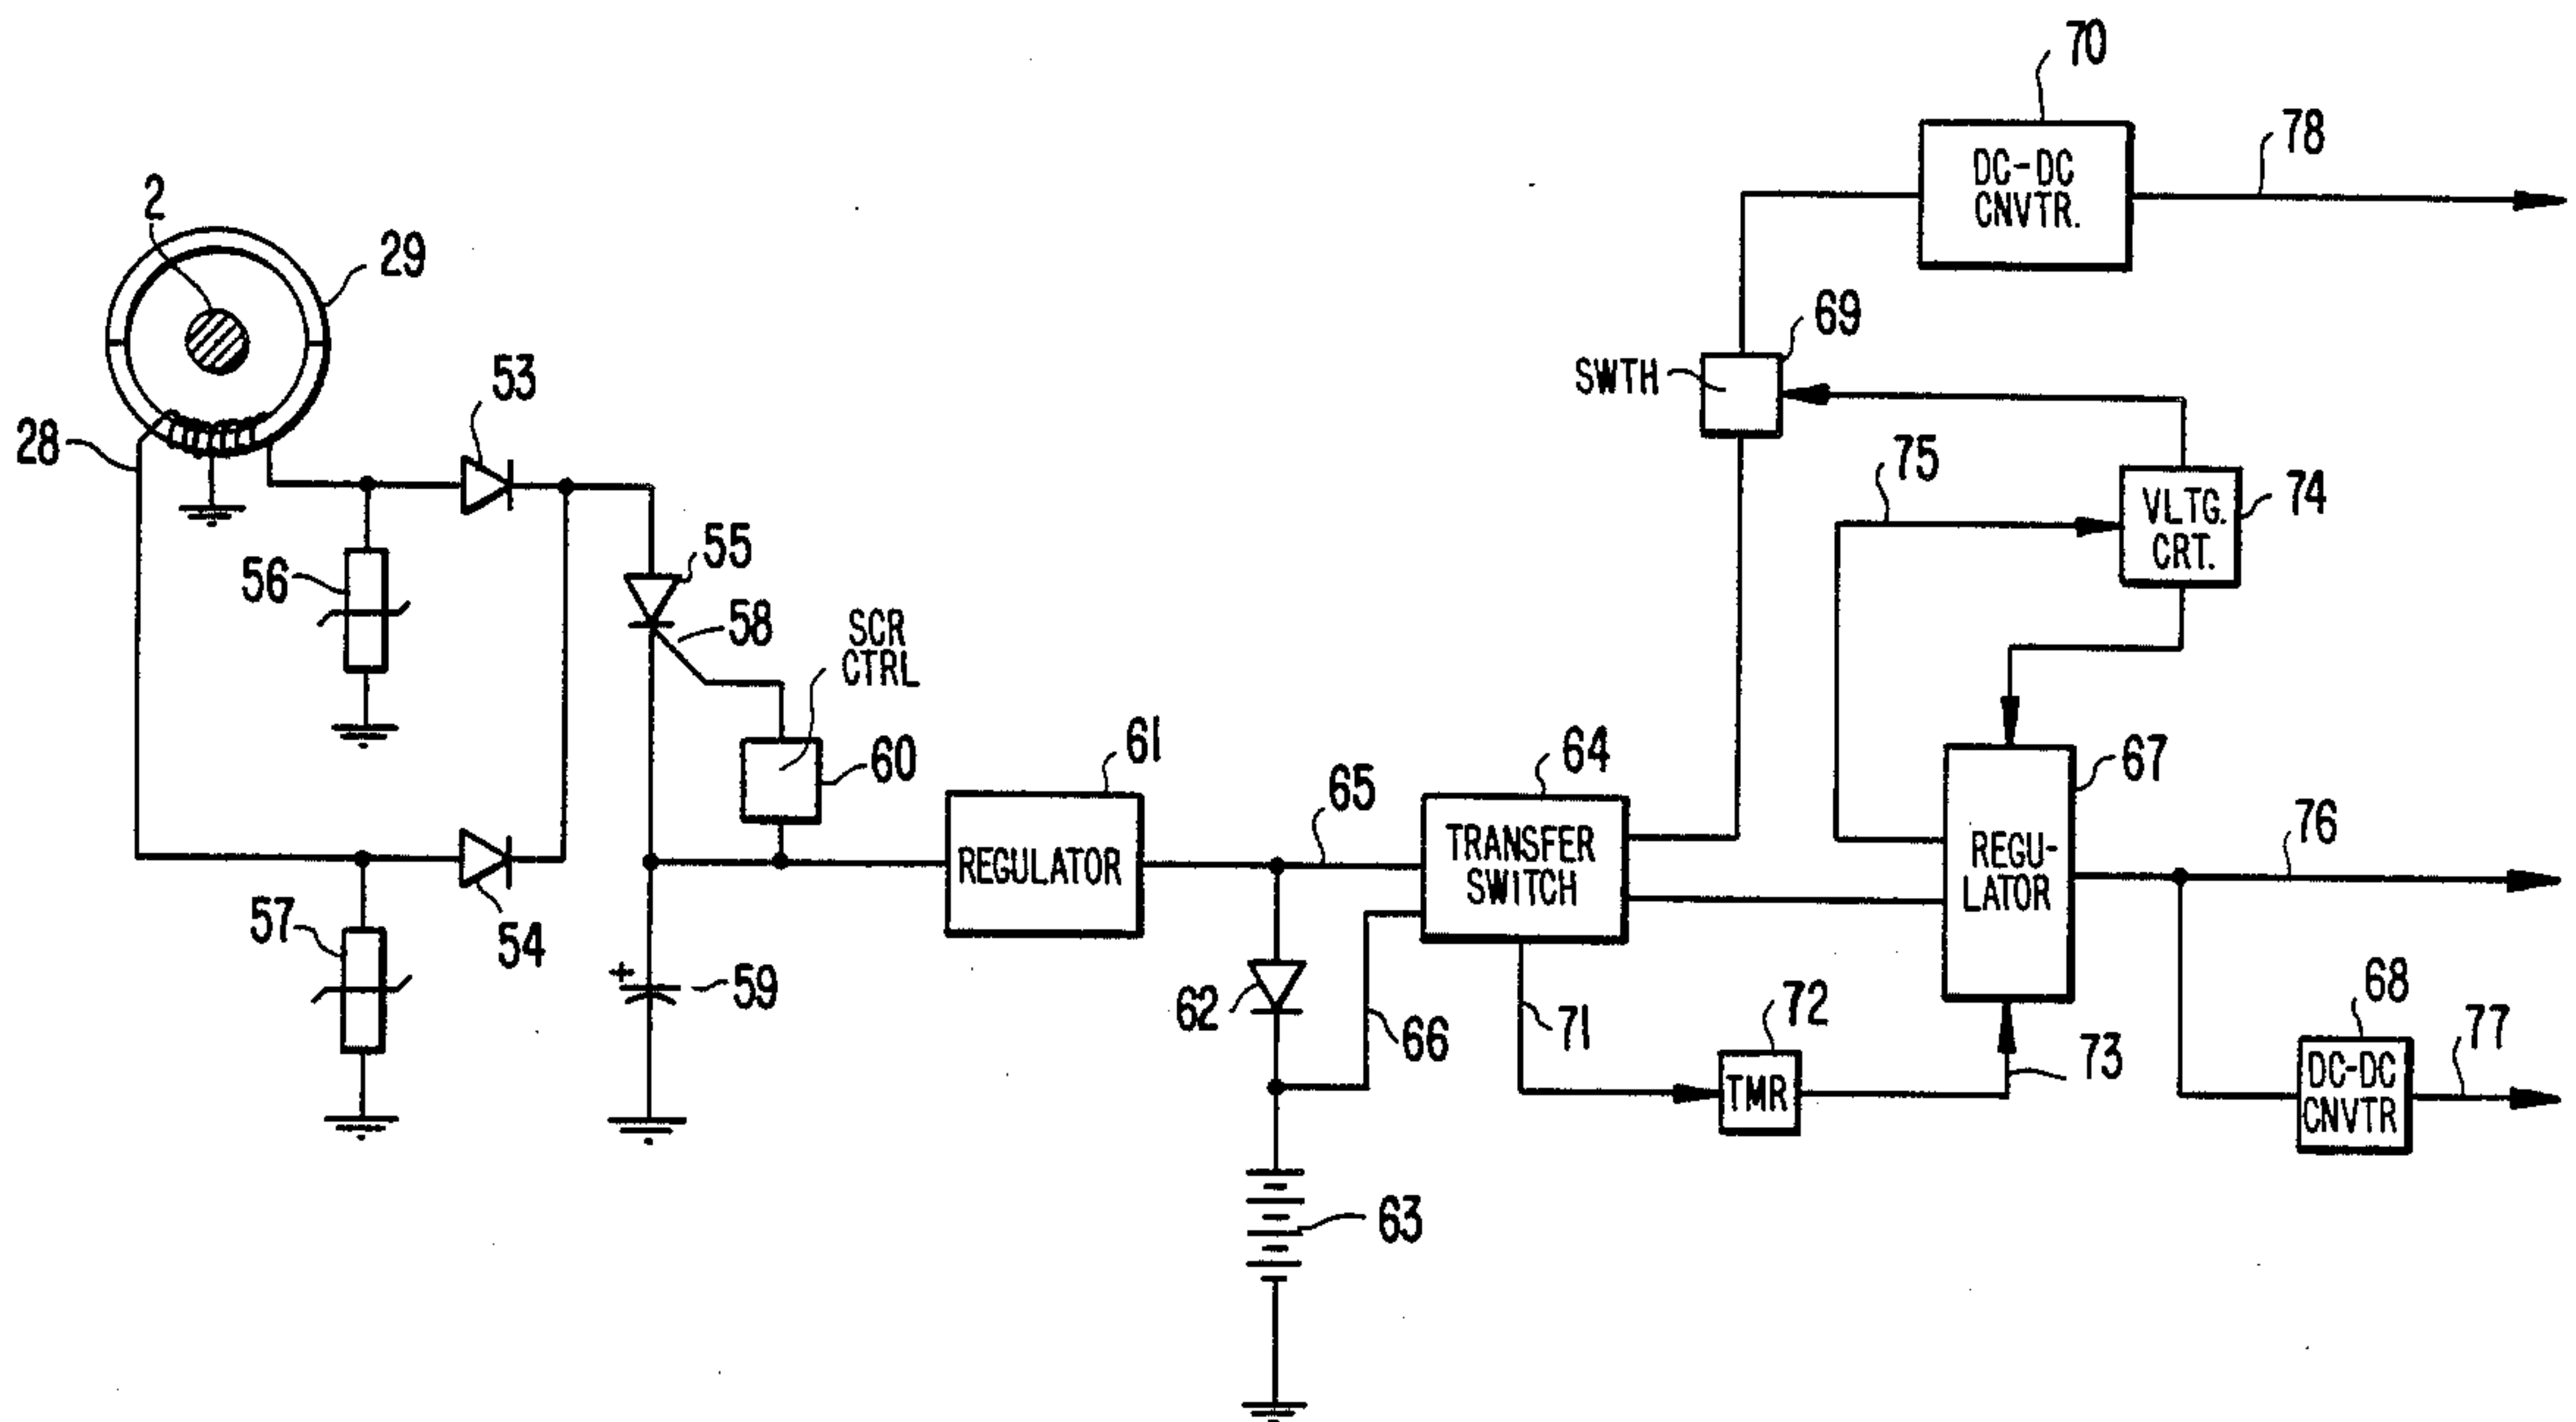 70
78
DC-DC
CNVTR.
2
29
69
SWTH
53
28
75
VLTG.
CRT.
74
55
56
58
SCR
CTRL
60
61
64
67
65
76
REGULATOR
TRANSFER
SWITCH
REGU-
LATOR
57
54
+
59
62
66
71
72
73
68
77
TMR
DC-DC
CNVTR
63